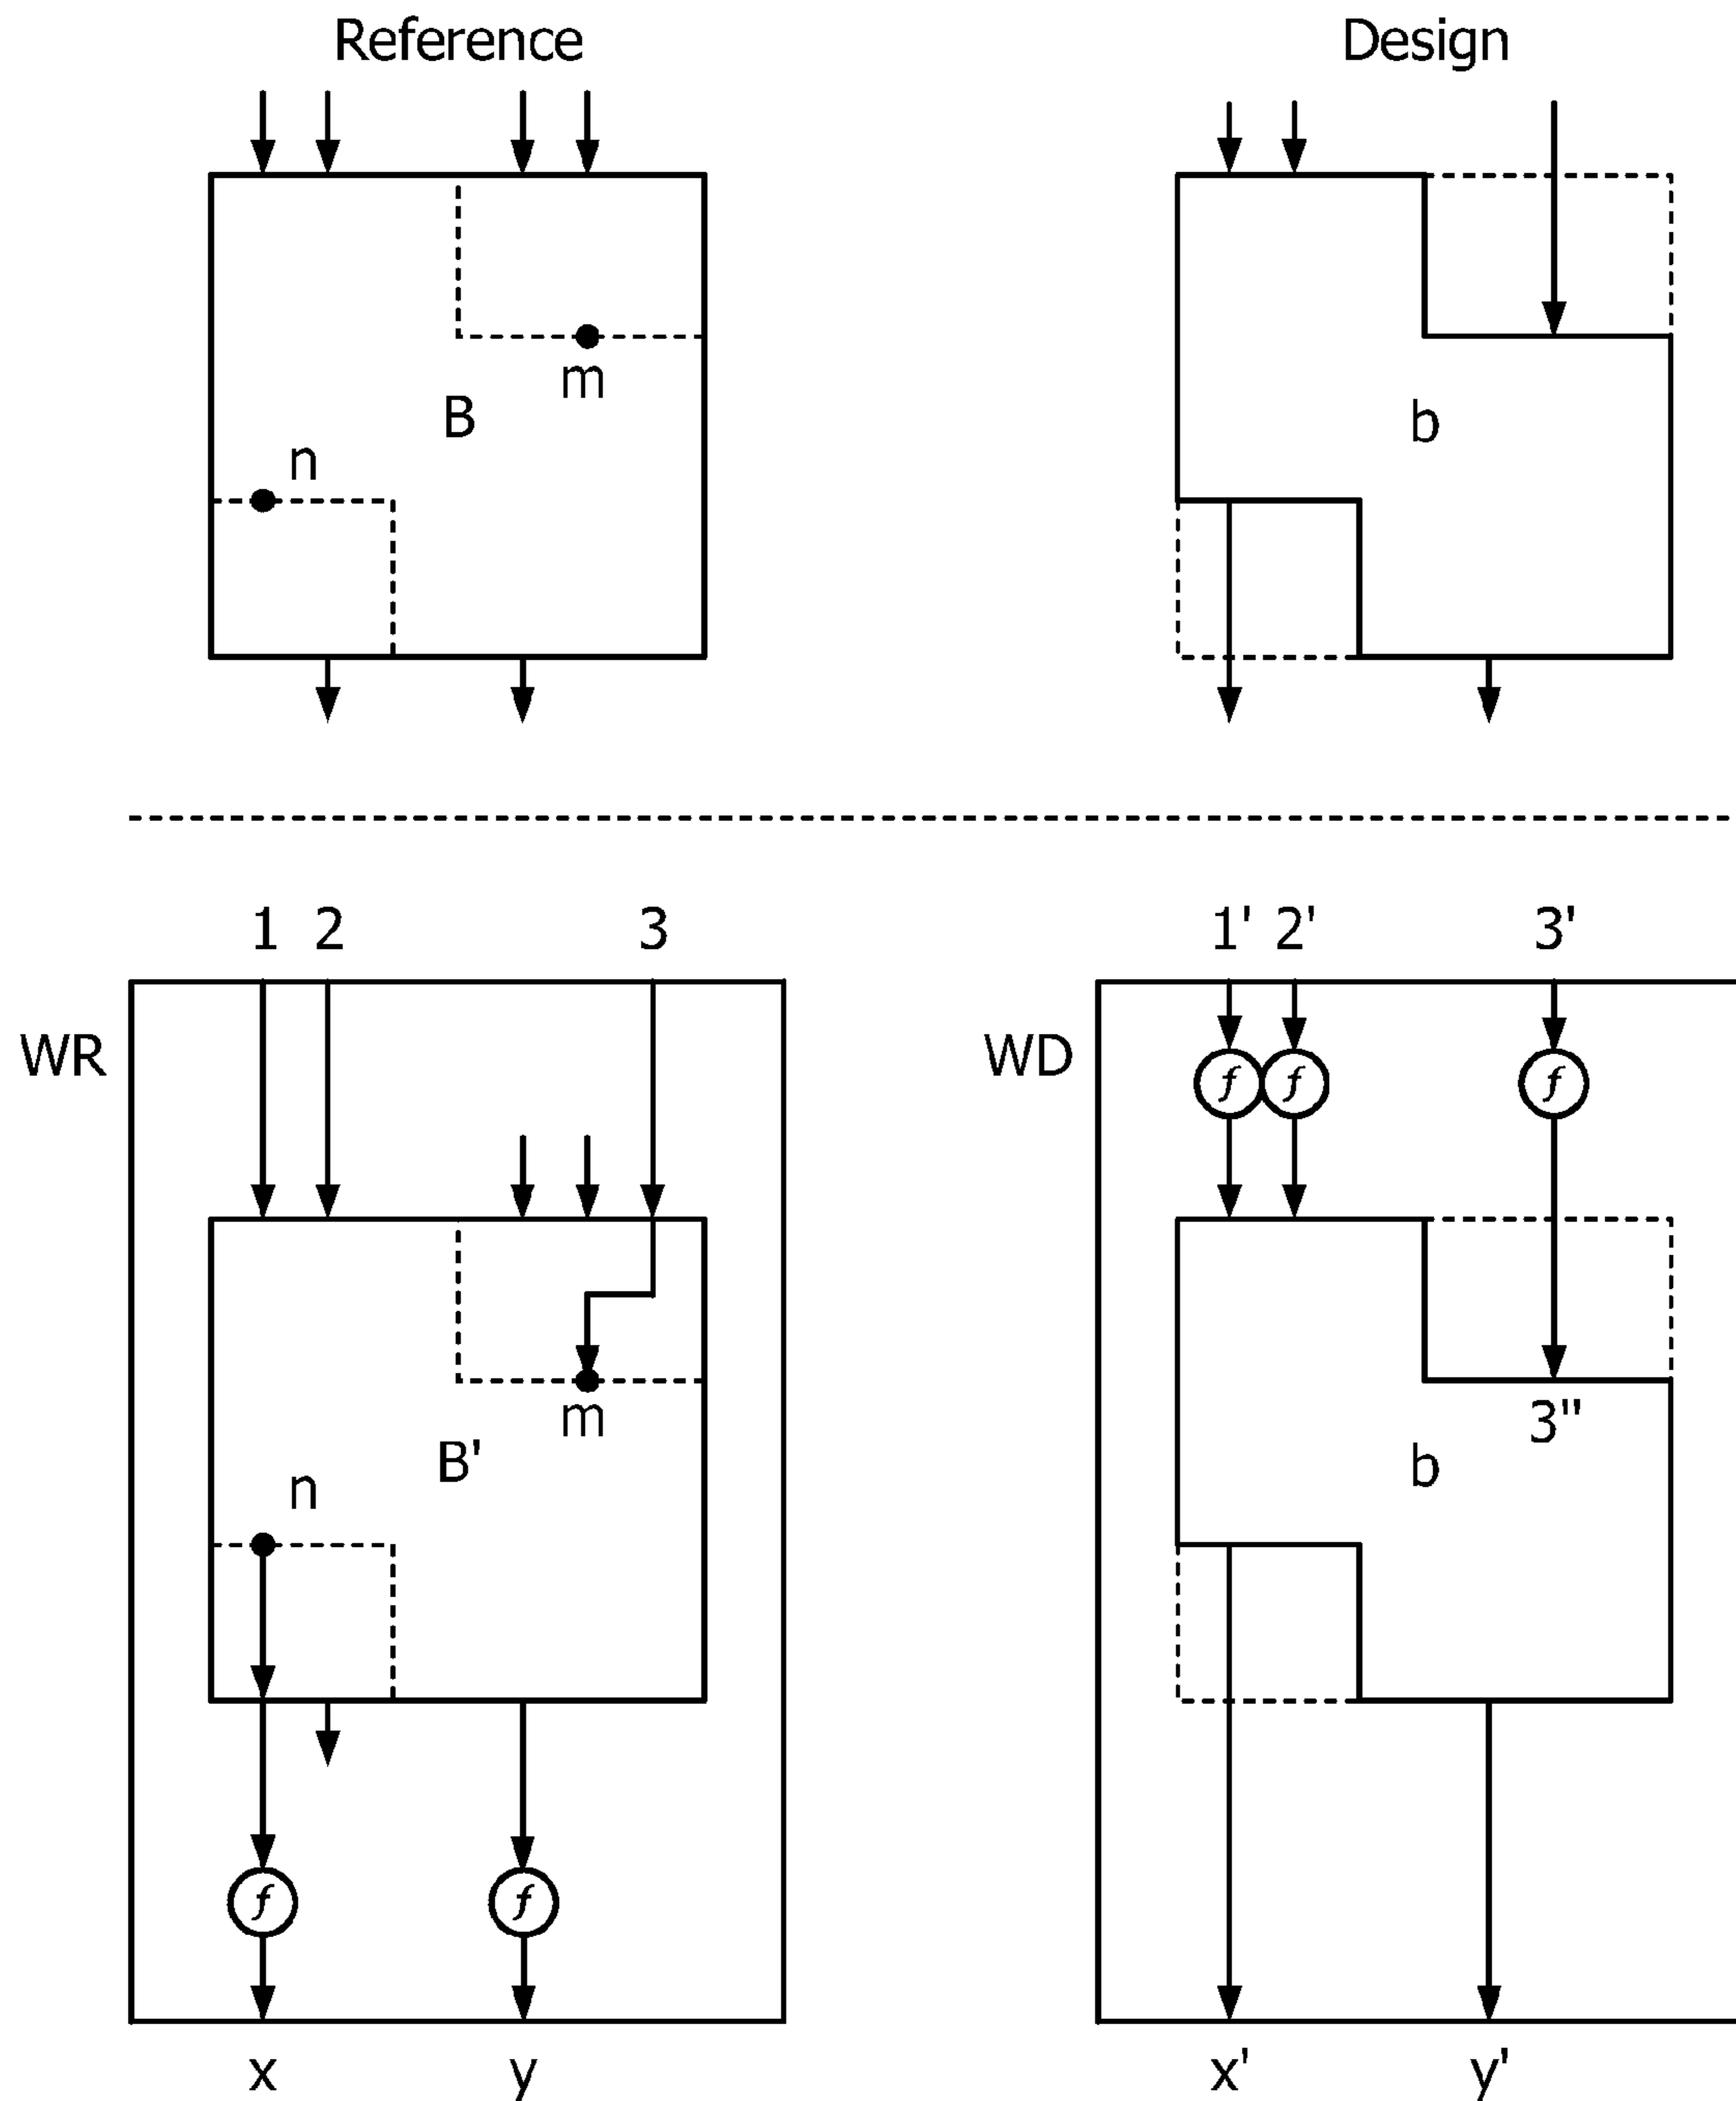 Reference Design
m
B b
n
1 2 3 1' 2' 3'
WR WD
f f f
m 3"
B' b
n
f f
x y x' y'